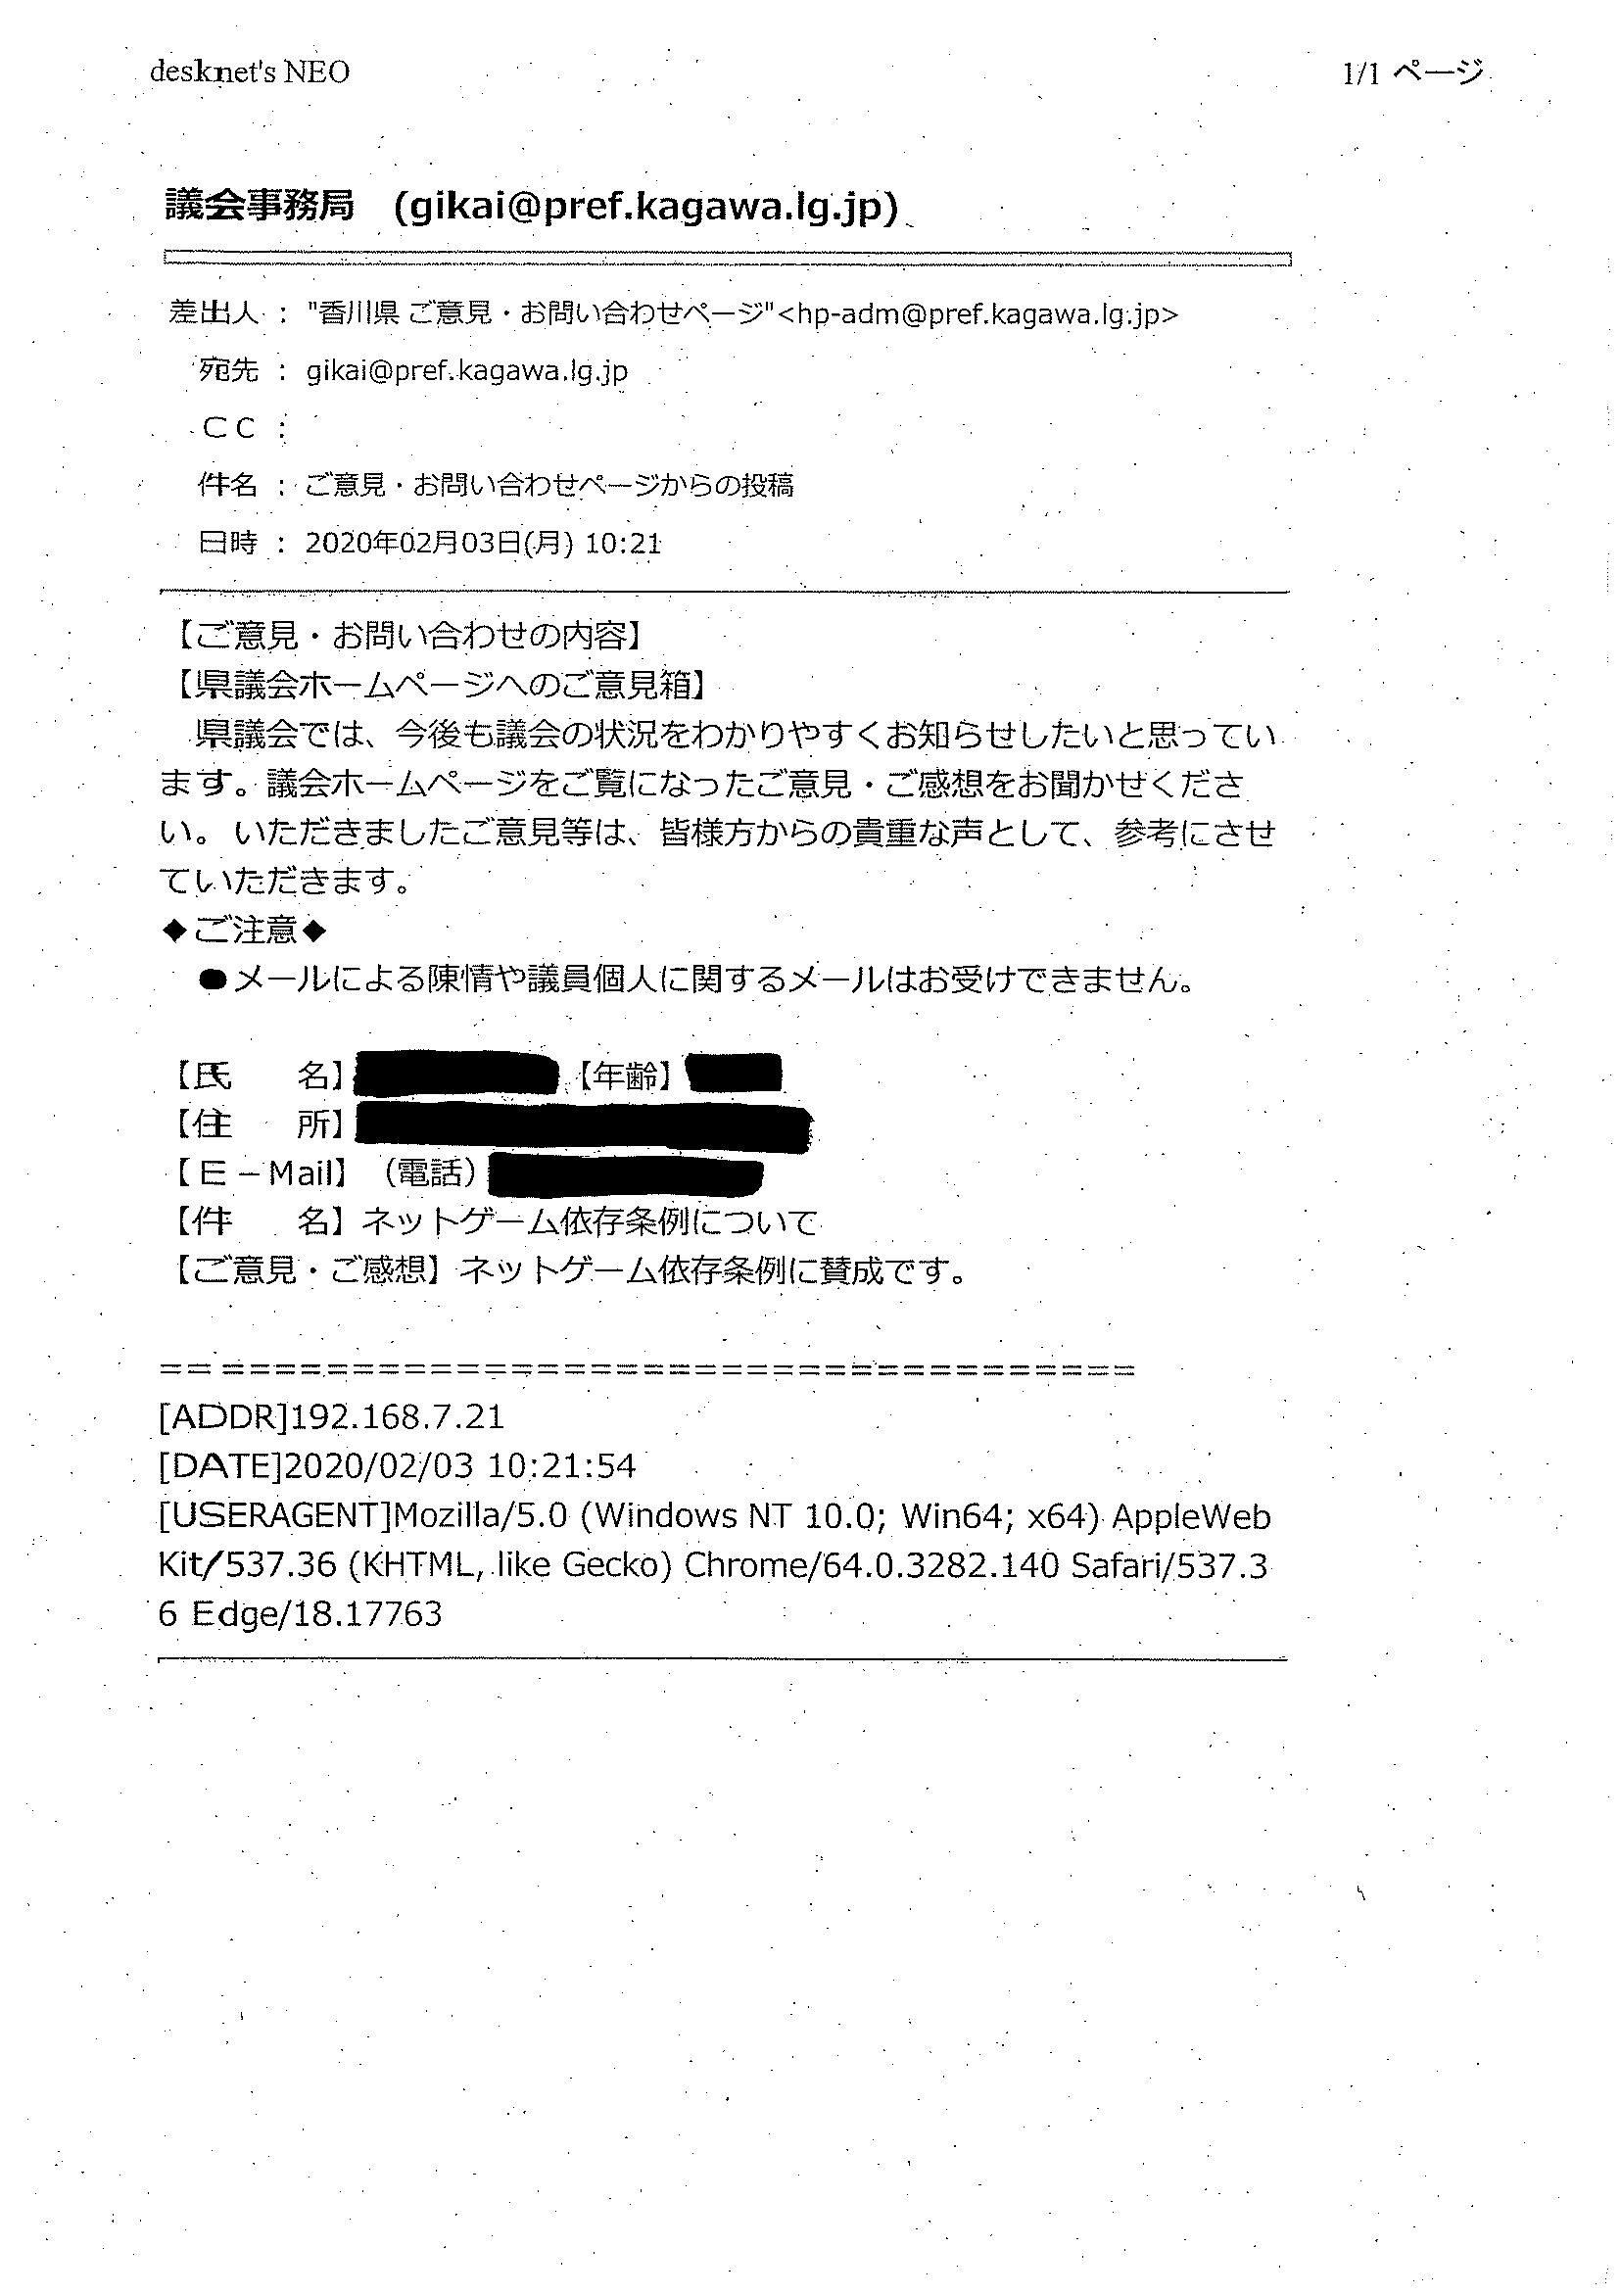 desknet's NEO
1/1 ページ
議会事務局　(gikai@pref.kagawa.lg.jp)
差出人 : "香川県 ご意見・お問い合わせページ"<hp-adm@pref.kagawa.lg.jp>
宛先 : gikai@pref.kagawa.lg.jp
ＣＣ :
件名 : ご意見・お問い合わせページからの投稿
日時 : 2020年02月03日(月) 10:21
【ご意見・お問い合わせの内容】
【県議会ホームページへのご意見箱】
　県議会では、今後も議会の状況をわかりやすくお知らせしたいと思ってい
ます。議会ホームページをご覧になったご意見・ご感想をお聞かせくださ
い。いただきましたご意見等は、皆様方からの貴重な声として、参考にさせ
ていただきます。
◆ご注意◆
　●メールによる陳情や議員個人に関するメールはお受けできません。
【氏　　名】【年齢】
【住　　所】
【Ｅ－Mail】（電話）
【件　　名】ネットゲーム依存条例について
【ご意見・ご感想】ネットゲーム依存条例に賛成です。
=====================================
[ADDR]192.168.7.21
[DATE]2020/02/03 10:21:54
[USERAGENT]Mozilla/5.0 (Windows NT 10.0; Win64; x64) AppleWeb
Kit/537.36 (KHTML, like Gecko) Chrome/64.0.3282.140 Safari/537.3
6 Edge/18.17763